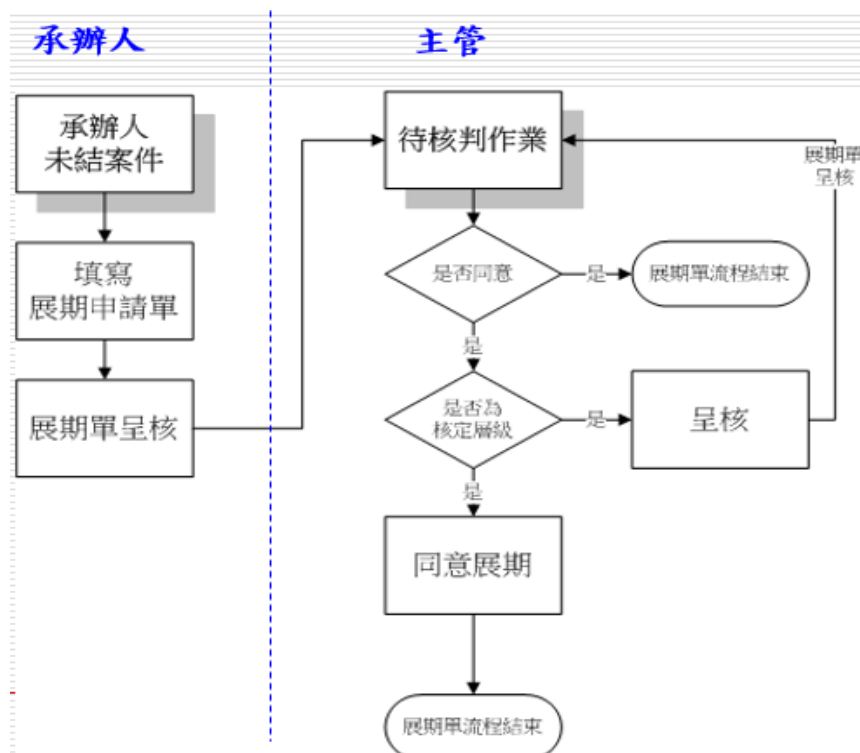 承辦人
主管
承辦人
未結案件
填寫
展期申請單
展期單呈核
待核判作業
展期單
呈核
是否同意
是
展期單流程結束
是
是否為
核定層級
是
呈核
是
同意展期
展期單流程結束